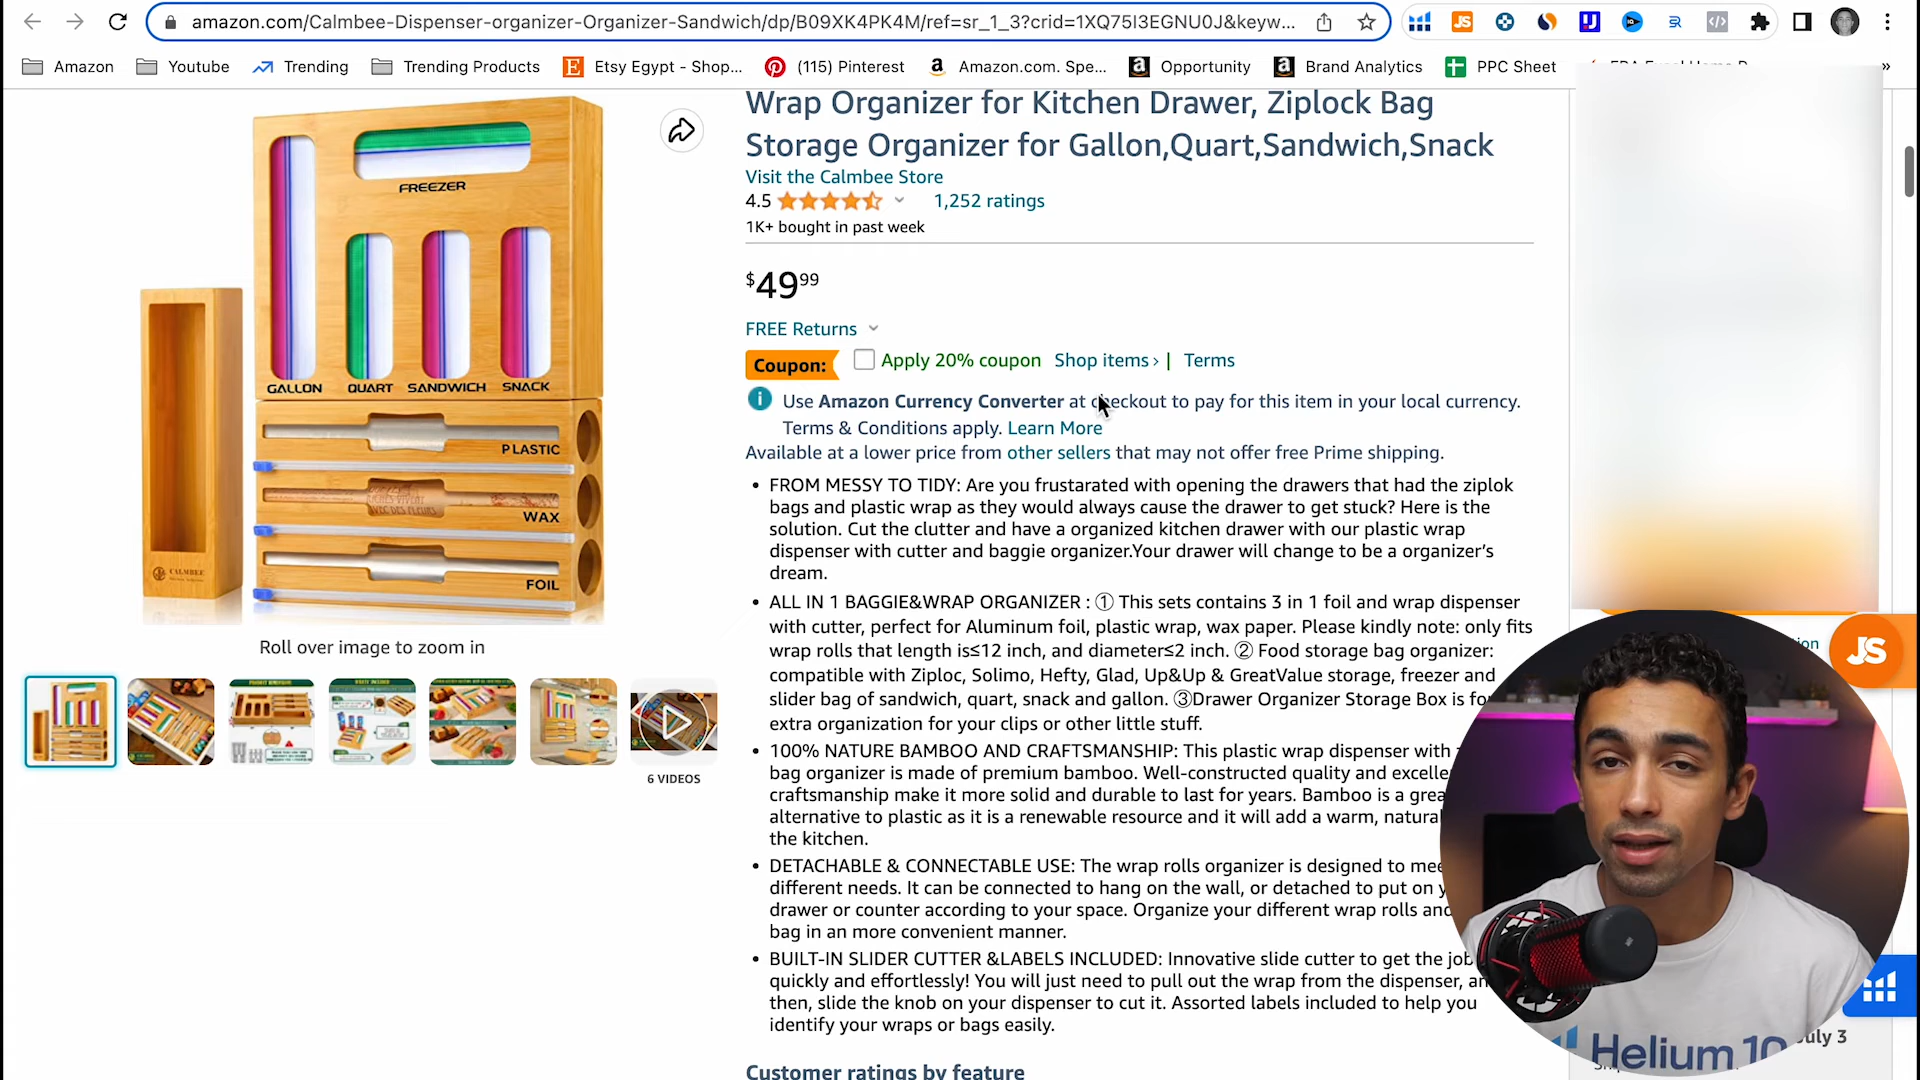 amazon.com/Calmbee-Dispenser-organizer-Organizer-Sandwich/dp/B09XK4PK4M/ref=sr_1_3?crid=1XQ75I3EGNU0J&keyw...
Amazon Youtube Trending Trending Products Etsy Egypt - Shop... (115) Pinterest Amazon.com. Spe... Opportunity Brand Analytics PPC Sheet »
Wrap Organizer for Kitchen Drawer, Ziplock Bag
Storage Organizer for Gallon,Quart,Sandwich,Snack
Visit the Calmbee Store
4.5 1,252 ratings
1K+ bought in past week
$4999
FREE Returns
Coupon: Apply 20% coupon Shop items › | Terms
Use Amazon Currency Converter at checkout to pay for this item in your local currency.
Terms & Conditions apply. Learn More
Available at a lower price from other sellers that may not offer free Prime shipping.
• FROM MESSY TO TIDY: Are you frustarated with opening the drawers that had the ziplok
bags and plastic wrap as they would always cause the drawer to get stuck? Here is the
solution. Cut the clutter and have a organized kitchen drawer with our plastic wrap
dispenser with cutter and baggie organizer.Your drawer will change to be a organizer's
dream.
• ALL IN 1 BAGGIE&WRAP ORGANIZER : ① This sets contains 3 in 1 foil and wrap dispenser
with cutter, perfect for Aluminum foil, plastic wrap, wax paper. Please kindly note: only fits
wrap rolls that length is≤12 inch, and diameter≤2 inch. ② Food storage bag organizer:
compatible with Ziploc, Solimo, Hefty, Glad, Up&Up & GreatValue storage, freezer and
slider bag of sandwich, quart, snack and gallon. ③Drawer Organizer Storage Box is fo
extra organization for your clips or other little stuff.
• 100% NATURE BAMBOO AND CRAFTSMANSHIP: This plastic wrap dispenser with
bag organizer is made of premium bamboo. Well-constructed quality and excelle
craftsmanship make it more solid and durable to last for years. Bamboo is a grea
alternative to plastic as it is a renewable resource and it will add a warm, natura
the kitchen.
• DETACHABLE & CONNECTABLE USE: The wrap rolls organizer is designed to mee
different needs. It can be connected to hang on the wall, or detached to put on y
drawer or counter according to your space. Organize your different wrap rolls and
bag in an more convenient manner.
• BUILT-IN SLIDER CUTTER &LABELS INCLUDED: Innovative slide cutter to get the job
quickly and effortlessly! You will just need to pull out the wrap from the dispenser, an
then, slide the knob on your dispenser to cut it. Assorted labels included to help you
identify your wraps or bags easily.
Customer ratings by feature
FREEZER
GALLON QUART SANDWICH SNACK
PLASTIC
WAX
FOIL
CALMBEE
Roll over image to zoom in
6 VIDEOS
JS
Helium 10
uly 3